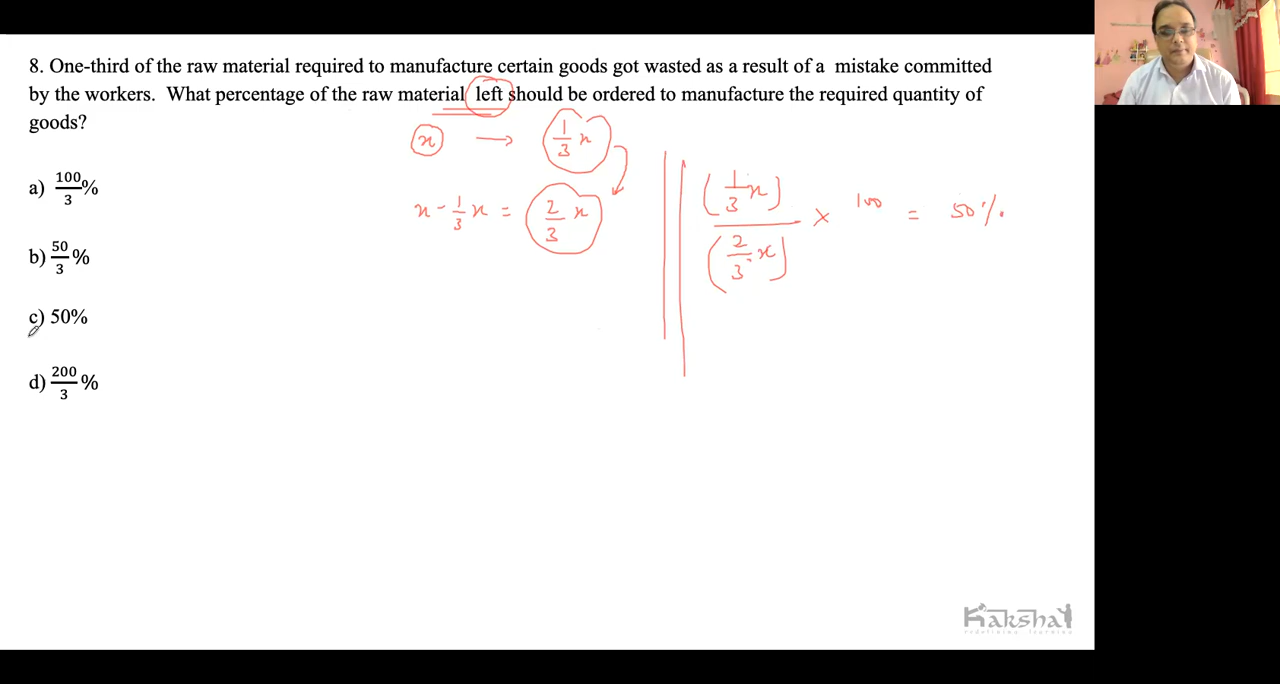 8. One-third of the raw material required to manufacture certain goods got wasted as a result of a mistake committed
by the workers. What percentage of the raw material left should be ordered to manufacture the required quantity of
goods?
x → 1/3 x
x - 1/3 x = 2/3 x
(1/3 x) / (2/3 x) × 100 = 50%.
a) 100/3 %
b) 50/3 %
c) 50%
d) 200/3 %
Kaksha
redefining learning